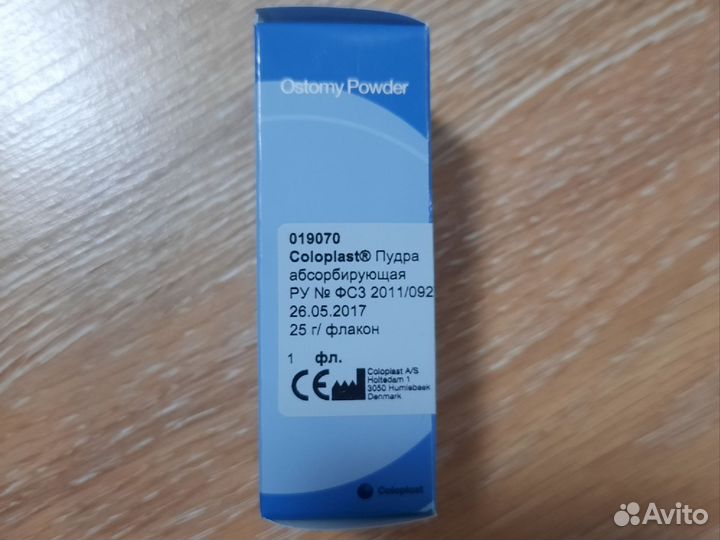 Ostomy Powder
019070
Coloplast® Пудра
абсорбирующая
РУ № ФСЗ 2011/092
26.05.2017
25 г/ флакон
1 фл.
CE
Coloplast A/S
Holtedam 1
3050 Humlebaek
Denmark
Coloplast
Avito